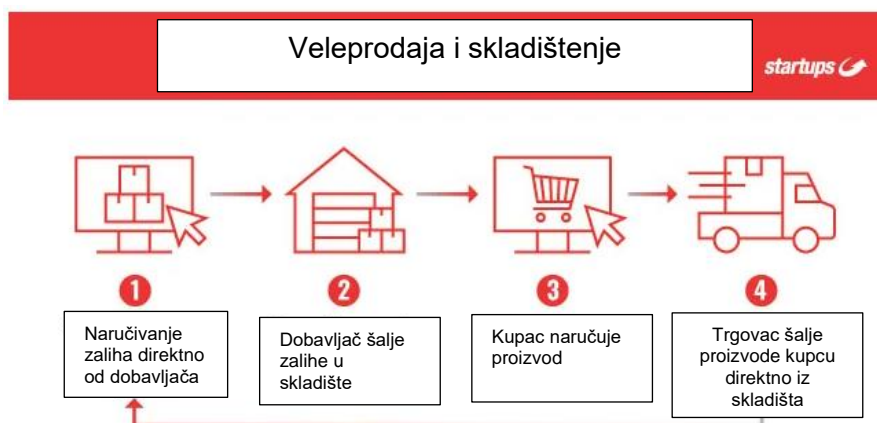 Veleprodaja i skladištenje
startups
1
2
3
4
Naručivanje
zaliha direktno
od dobavljača
Dobavljač šalje
zalihe u
skladište
Kupac naručuje
proizvod
Trgovac šalje
proizvode kupcu
direktno iz
skladišta